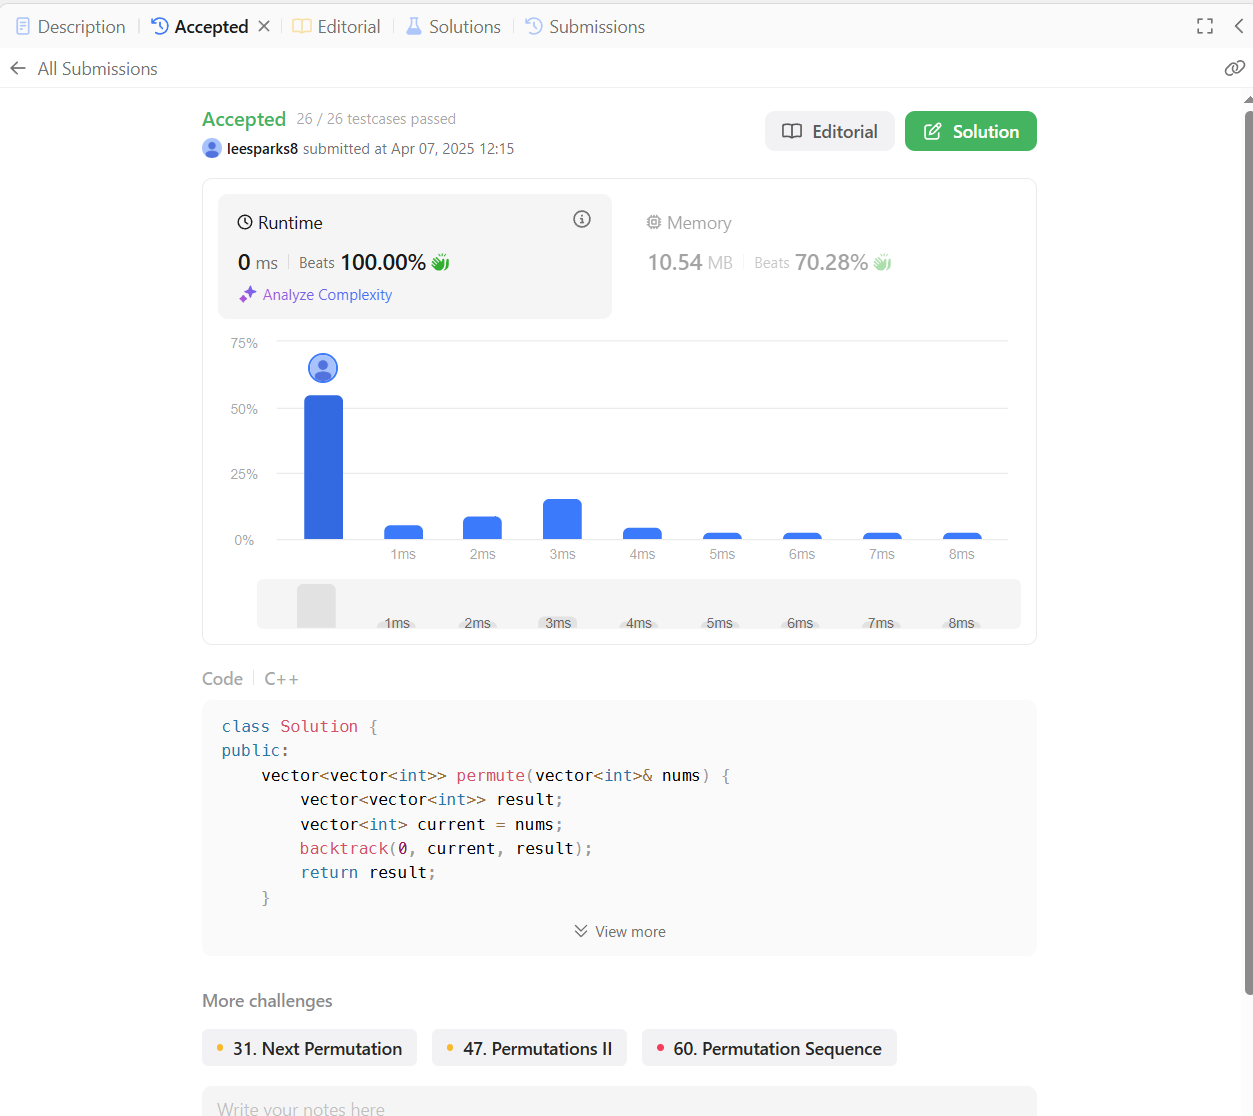 Description Accepted Editorial Solutions Submissions
All Submissions
Accepted 26 / 26 testcases passed
leesparks8 submitted at Apr 07, 2025 12:15
Editorial Solution
Runtime
0 ms Beats 100.00%
Analyze Complexity
Memory
10.54 MB Beats 70.28%
75%
50%
25%
0%
1ms 2ms 3ms 4ms 5ms 6ms 7ms 8ms
1ms 2ms 3ms 4ms 5ms 6ms 7ms 8ms
Code C++
class Solution {
public:
    vector<vector<int>> permute(vector<int>& nums) {
        vector<vector<int>> result;
        vector<int> current = nums;
        backtrack(0, current, result);
        return result;
    }
View more
More challenges
31. Next Permutation 47. Permutations II 60. Permutation Sequence
Write your notes here